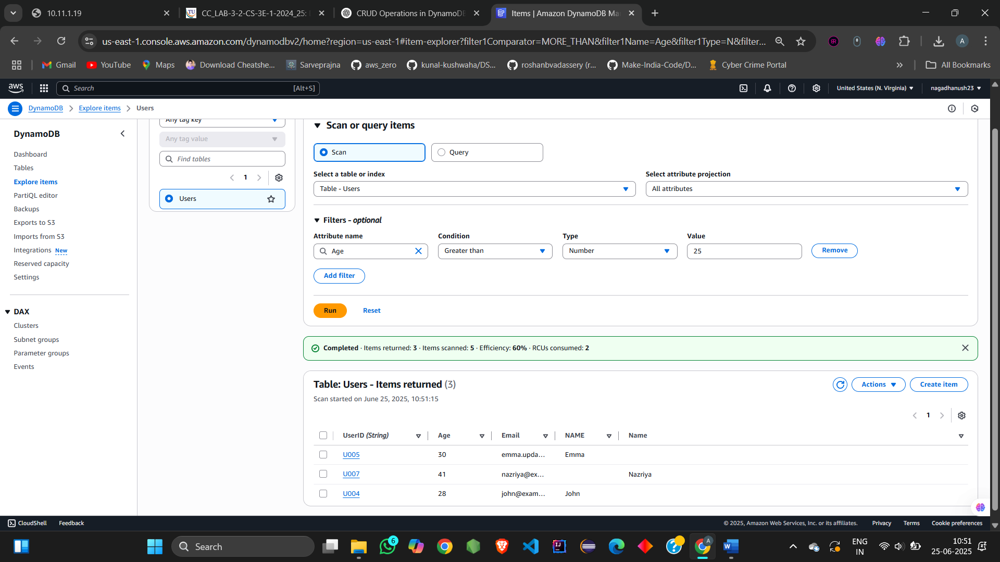 10.11.1.19
CC_LAB-3-2-CS-3E-1-2024_25:
CRUD Operations in DynamoDB
Items | Amazon DynamoDB Ma
us-east-1.console.aws.amazon.com/dynamodbv2/home?region=us-east-1#item-explorer?filter1Comparator=MORE_THAN&filter1Name=Age&filter1Type=N&filter...
A
Gmail
YouTube
Maps
Download Cheatshe...
Sarveprajna
aws_zero
kunal-kushwaha/DS...
roshanbvadassery (r...
Make-India-Code/D...
Cyber Crime Portal
All Bookmarks
aws
Search
[Alt+S]
United States (N. Virginia)
nagadhanush23
DynamoDB
Explore items
Users
DynamoDB
Dashboard
Tables
Explore items
PartiQL editor
Backups
Exports to S3
Imports from S3
Integrations New
Reserved capacity
Settings
DAX
Clusters
Subnet groups
Parameter groups
Events
Any tag key
Any tag value
Find tables
1
Users
Scan or query items
Scan
Query
Select a table or index
Select attribute projection
Table - Users
All attributes
Filters - optional
Attribute name
Condition
Type
Value
Age
Greater than
Number
25
Remove
Add filter
Run
Reset
Completed · Items returned: 3 · Items scanned: 5 · Efficiency: 60% · RCUs consumed: 2
Table: Users - Items returned (3)
Actions
Create item
Scan started on June 25, 2025, 10:51:15
1
UserID (String) Age Email NAME Name
U005 30 emma.upda... Emma
U007 41 nazriya@ex... Nazriya
U004 28 john@exam... John
CloudShell
Feedback
© 2025, Amazon Web Services, Inc. or its affiliates.
Privacy
Terms
Cookie preferences
Search
6
IJ
A
W
ENG
IN
10:51
25-06-2025